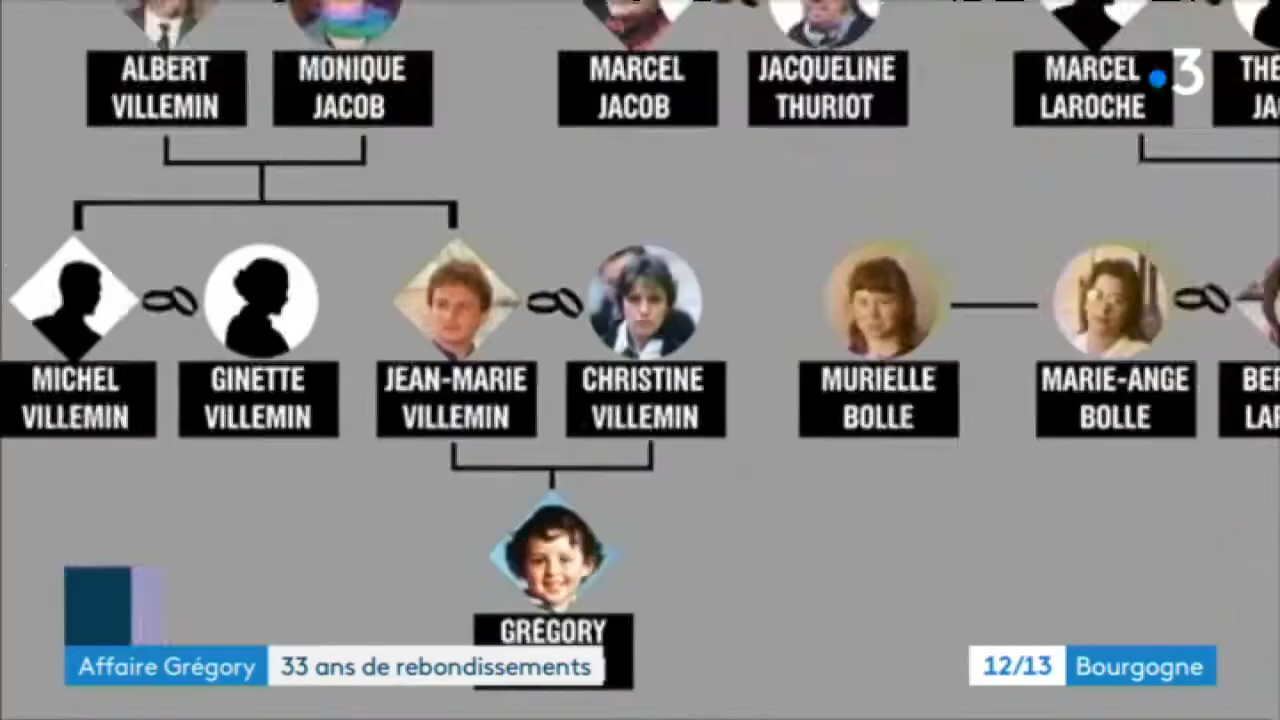 ALBERT
VILLEMIN
MONIQUE
JACOB
MARCEL
JACOB
JACQUELINE
THURIOT
MARCEL
LAROCHE
3
MICHEL
VILLEMIN
GINETTE
VILLEMIN
JEAN-MARIE
VILLEMIN
CHRISTINE
VILLEMIN
MURIELLE
BOLLE
MARIE-ANGE
BOLLE
GRÉGORY
Affaire Grégory
33 ans de rebondissements
12/13
Bourgogne